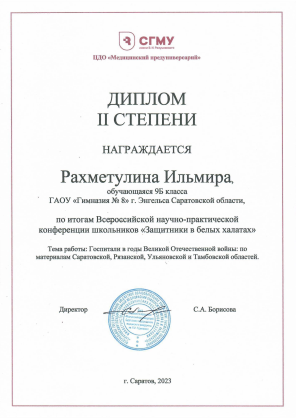 СГМУ
ЦДО «Медицинский предуниверсарий»
ДИПЛОМ
II СТЕПЕНИ
НАГРАЖДАЕТСЯ
Рахметулина Ильмира,
обучающаяся 9Б класса
ГАОУ «Гимназия № 8» г. Энгельса Саратовской области,
по итогам Всероссийской научно-практической
конференции школьников «Защитники в белых халатах»
Тема работы: Госпитали в годы Великой Отечественной войны: по
материалам Саратовской, Рязанской, Ульяновской и Тамбовской областей.
Директор С.А. Борисова
г. Саратов, 2023